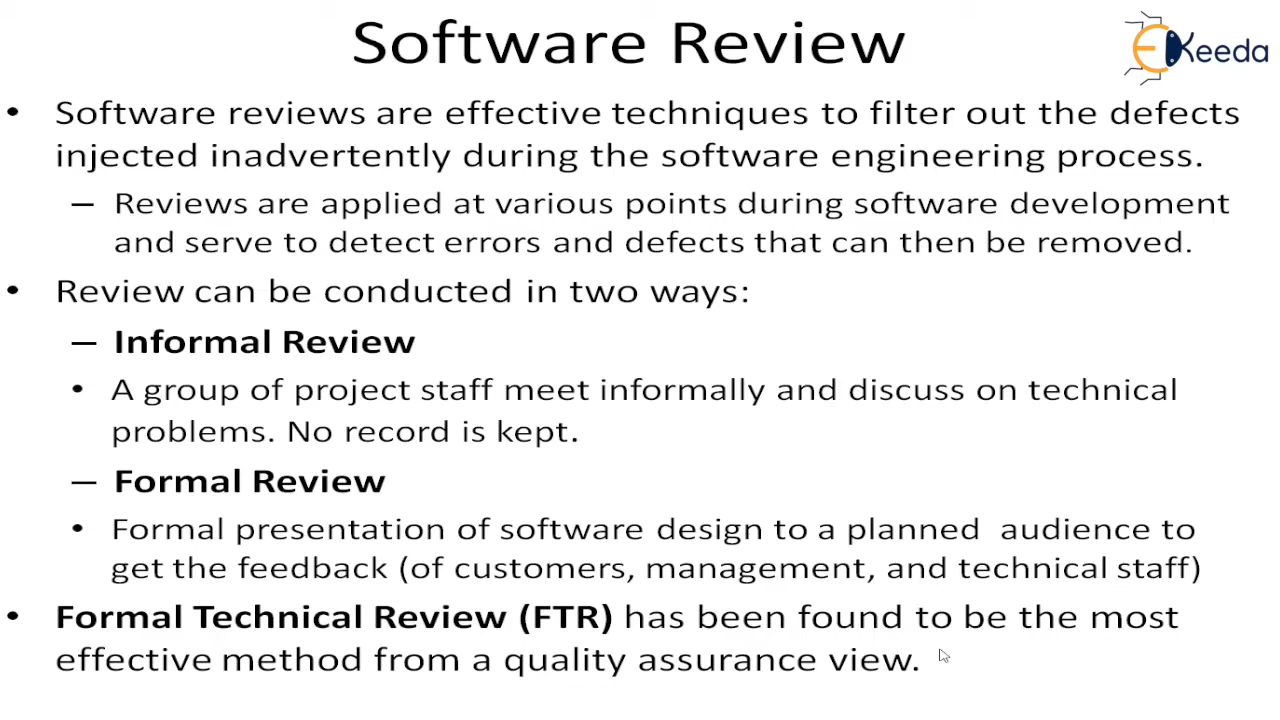 Software Review
EKeeda
• Software reviews are effective techniques to filter out the defects
injected inadvertently during the software engineering process.
– Reviews are applied at various points during software development
and serve to detect errors and defects that can then be removed.
• Review can be conducted in two ways:
– Informal Review
• A group of project staff meet informally and discuss on technical
problems. No record is kept.
– Formal Review
• Formal presentation of software design to a planned audience to
get the feedback (of customers, management, and technical staff)
• Formal Technical Review (FTR) has been found to be the most
effective method from a quality assurance view.